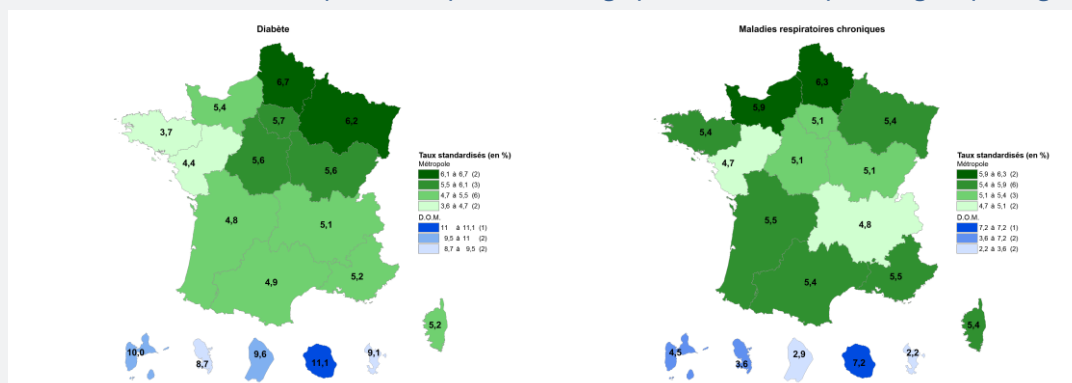 Diabète
6,7
5,4
6,2
5,7
3,7
4,4
5,6
5,6
4,8
5,1
4,9
5,2
5,2
10,0
8,7
9,6
11,1
9,1
Taux standardisés (en %)
Métropole
6,1 à 6,7 (2)
5,5 à 6,1 (3)
4,7 à 5,5 (6)
3,6 à 4,7 (2)
D.O.M.
11 à 11,1 (1)
9,5 à 11 (2)
8,7 à 9,5 (2)
Maladies respiratoires chroniques
6,3
5,9
5,4
5,1
5,4
4,7
5,1
5,1
5,5
4,8
5,4
5,5
5,4
4,5
3,6
2,9
7,2
2,2
Taux standardisés (en %)
Métropole
5,9 à 6,3 (2)
5,4 à 5,9 (6)
5,1 à 5,4 (3)
4,7 à 5,1 (2)
D.O.M.
7,2 à 7,2 (1)
3,6 à 7,2 (2)
2,2 à 3,6 (2)